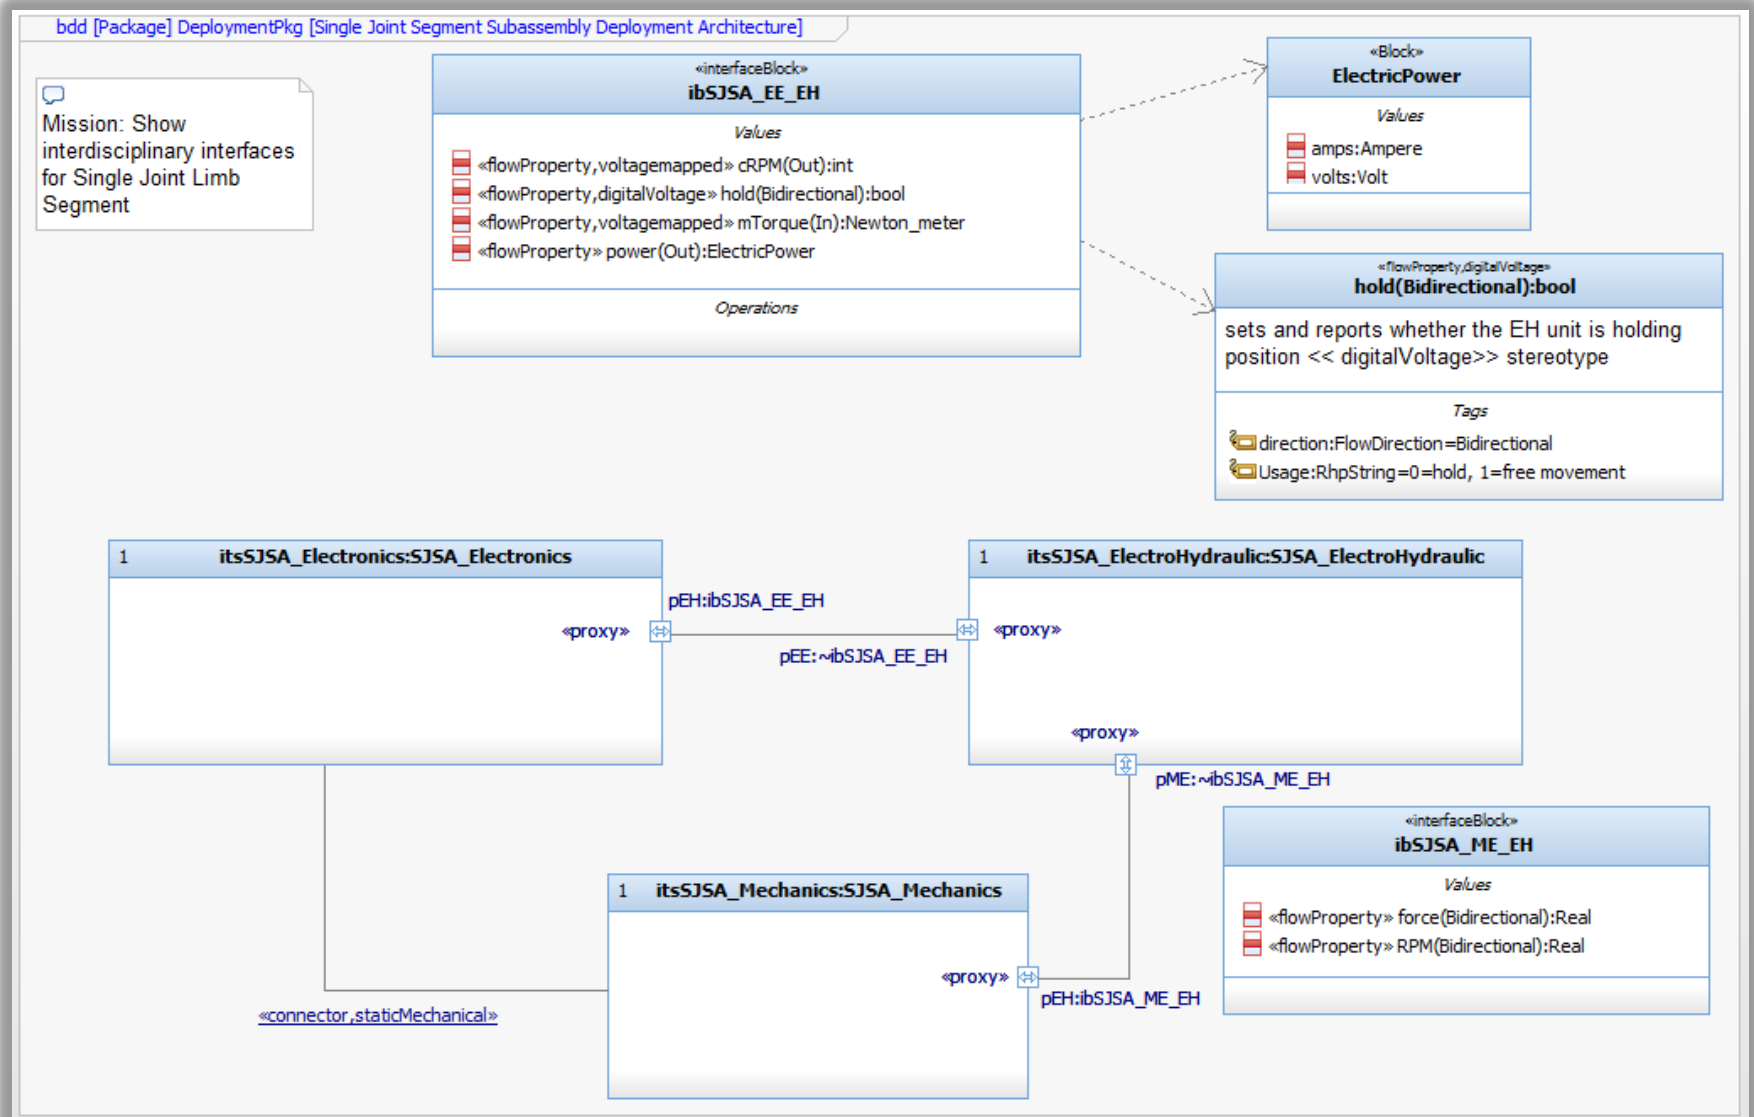 bdd [Package] DeploymentPkg [Single Joint Segment Subassembly Deployment Architecture]
Mission: Show
interdisciplinary interfaces
for Single Joint Limb
Segment
«interfaceBlock»
ibSJSA_EE_EH
Values
«flowProperty,voltagemapped» cRPM(Out):int
«flowProperty,digitalVoltage» hold(Bidirectional):bool
«flowProperty,voltagemapped» mTorque(In):Newton_meter
«flowProperty» power(Out):ElectricPower
Operations
«Block»
ElectricPower
Values
amps:Ampere
volts:Volt
«flowProperty,digitalVoltage»
hold(Bidirectional):bool
sets and reports whether the EH unit is holding
position << digitalVoltage>> stereotype
Tags
direction:FlowDirection=Bidirectional
Usage:RhpString=0=hold, 1=free movement
1 itsSJSA_Electronics:SJSA_Electronics
«proxy»
pEH:ibSJSA_EE_EH
pEE:~ibSJSA_EE_EH
1 itsSJSA_ElectroHydraulic:SJSA_ElectroHydraulic
«proxy»
«proxy»
pME:~ibSJSA_ME_EH
«interfaceBlock»
ibSJSA_ME_EH
Values
«flowProperty» force(Bidirectional):Real
«flowProperty» RPM(Bidirectional):Real
1 itsSJSA_Mechanics:SJSA_Mechanics
«proxy»
pEH:ibSJSA_ME_EH
«connector,staticMechanical»